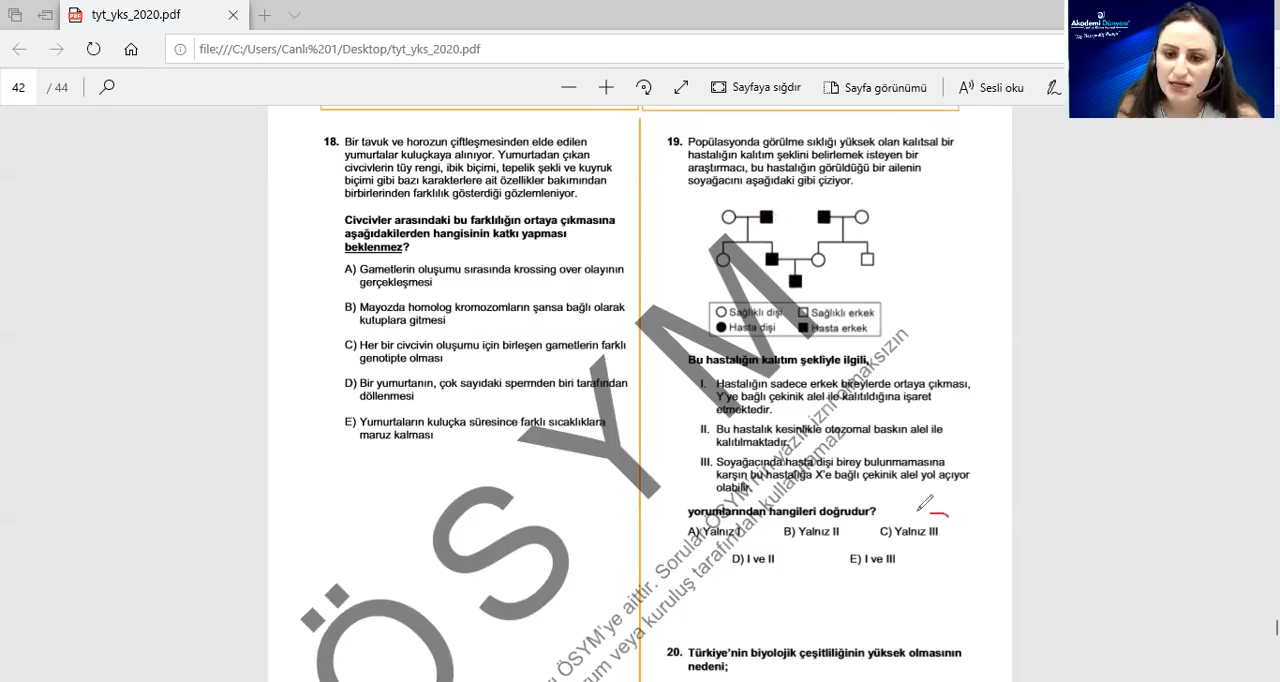 tyt_yks_2020.pdf
file:///C:/Users/Canlı%201/Desktop/tyt_yks_2020.pdf
42 / 44
Sayfaya sığdır
Sayfa görünümü
Sesli oku
Akademi Dünyası
18. Bir tavuk ve horozun çiftleşmesinden elde edilen
yumurtalar kuluçkaya alınıyor. Yumurtadan çıkan
civcivlerin tüy rengi, ibik biçimi, tepelik şekli ve kuyruk
biçimi gibi bazı karakterlere ait özellikler bakımından
birbirlerinden farklılık gösterdiği gözlemleniyor.
Civcivler arasındaki bu farklılığın ortaya çıkmasına
aşağıdakilerden hangisinin katkı yapması
beklenmez?
A) Gametlerin oluşumu sırasında krossing over olayının
gerçekleşmesi
B) Mayozda homolog kromozomların şansa bağlı olarak
kutuplara gitmesi
C) Her bir civcivin oluşumu için birleşen gametlerin farklı
genotipte olması
D) Bir yumurtanın, çok sayıdaki spermden biri tarafından
döllenmesi
E) Yumurtaların kuluçka süresince farklı sıcaklıklara
maruz kalması
19. Popülasyonda görülme sıklığı yüksek olan kalıtsal bir
hastalığın kalıtım şeklini belirlemek isteyen bir
araştırmacı, bu hastalığın görüldüğü bir ailenin
soyağacını aşağıdaki gibi çiziyor.
Sağlıklı dişi Sağlıklı erkek
Hasta dişi Hasta erkek
Bu hastalığın kalıtım şekliyle ilgili,
I. Hastalığın sadece erkek bireylerde ortaya çıkması,
Y'ye bağlı çekinik alel ile kalıtıldığına işaret
etmektedir.
II. Bu hastalık kesinlikle otozomal baskın alel ile
kalıtılmaktadır.
III. Soyağacında hasta dişi birey bulunmamasına
karşın bu hastalığa X'e bağlı çekinik alel yol açıyor
olabilir.
yorumlarından hangileri doğrudur?
A) Yalnız I B) Yalnız II C) Yalnız III
D) I ve II E) I ve III
20. Türkiye'nin biyolojik çeşitliliğinin yüksek olmasının
nedeni;
ÖSYM
ÖSYM'ye aittir. Sorular ÖSYM'nin yazılı izni olmaksızın
veya kuruluş tarafından kullanılamaz.